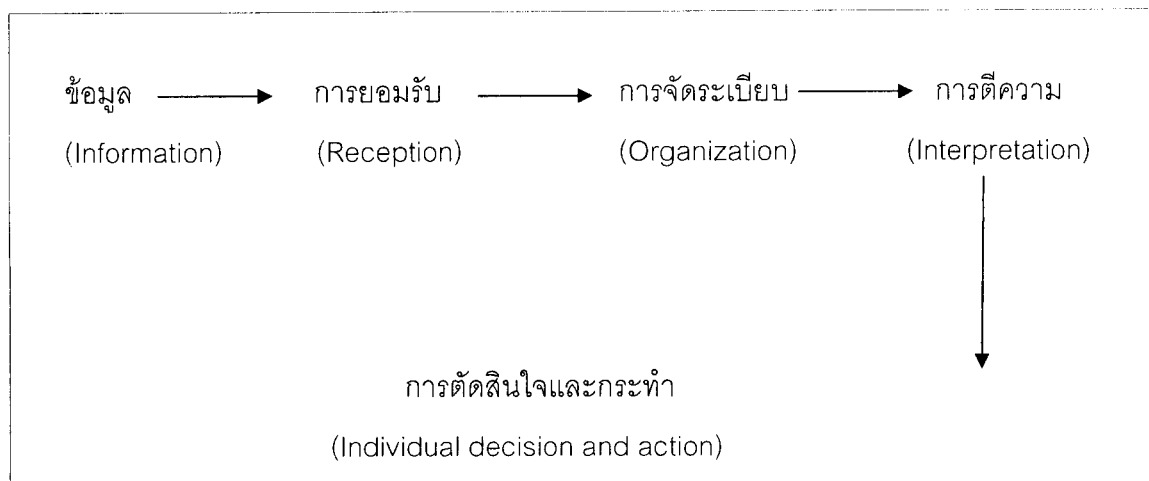 ข้อมูล การยอมรับ การจัดระเบียบ การตีความ
(Information) (Reception) (Organization) (Interpretation)
การตัดสินใจและกระทำ
(Individual decision and action)